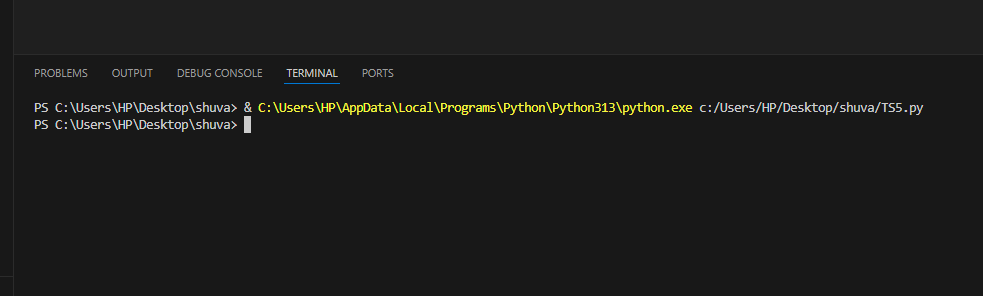 PROBLEMS OUTPUT DEBUG CONSOLE TERMINAL PORTS
PS C:\Users\HP\Desktop\shuva> & C:\Users\HP\AppData\Local\Programs\Python\Python313\python.exe c:/Users/HP/Desktop/shuva/TS5.py
PS C:\Users\HP\Desktop\shuva>